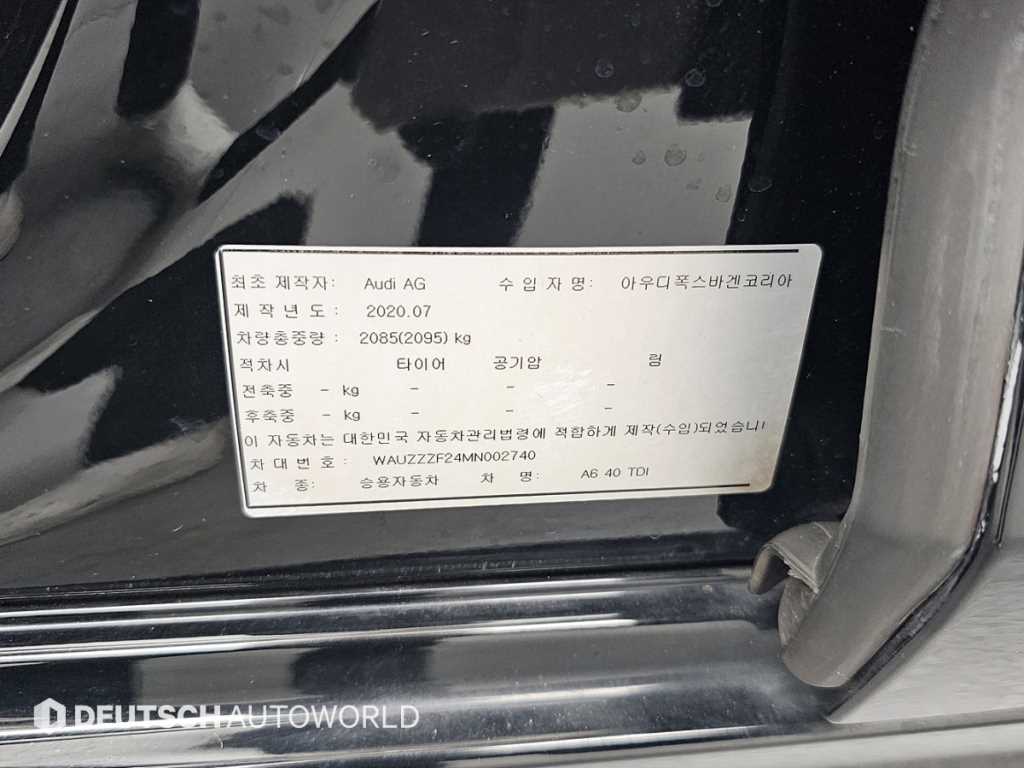 최초 제작자: Audi AG 수 입 자 명: 아우디폭스바겐코리아
제 작 년 도 : 2020.07
차량총중량 : 2085(2095) kg
적차시 타이어 공기압 림
전축중 - kg - - -
후축중 - kg - - -
이 자동차는 대한민국 자동차관리법령에 적합하게 제작(수입)되었습니
차 대 번 호 : WAUZZZF24MN002740
차 종: 승용자동차 차 명: A6 40 TDI
DEUTSCHAUTOWORLD